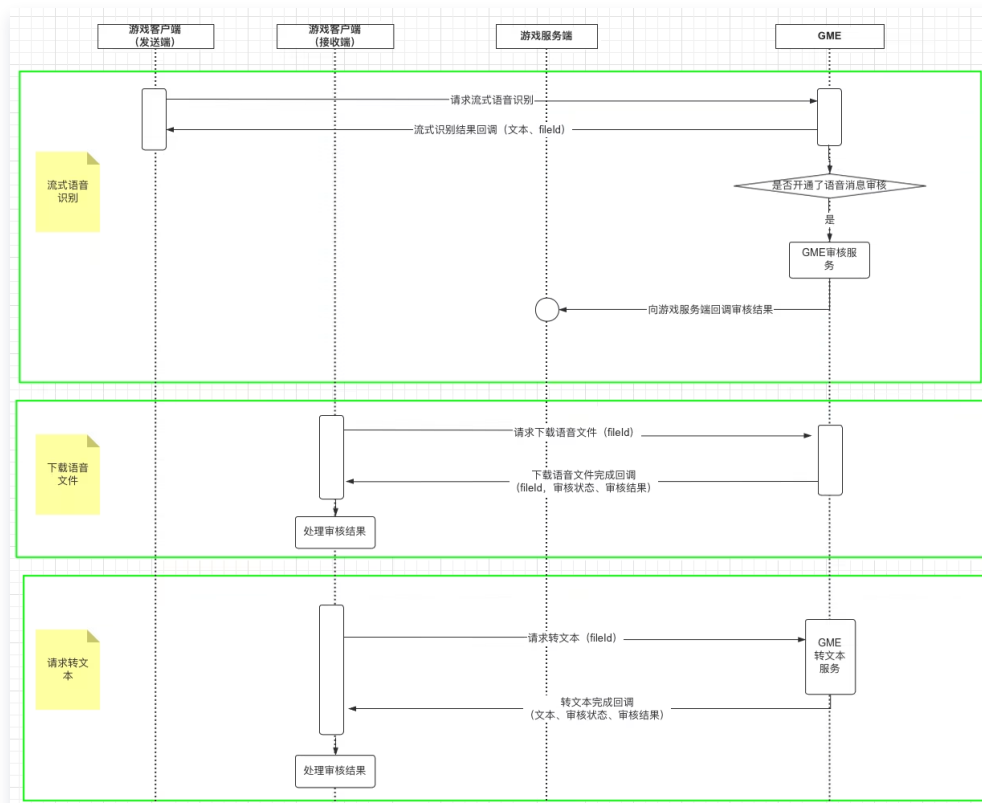 游戏客户端
（发送端）
游戏客户端
（接收端）
游戏服务端
GME
请求流式语音识别
流式识别结果回调（文本、fileId）
流式语音
识别
是否开通了语音消息审核
是
GME审核服
务
向游戏服务端回调审核结果
请求下载语音文件（fileId）
下载语音
文件
下载语音文件完成回调
（fileId，审核状态、审核结果）
处理审核结果
请求转文本（fileId）
GME
转文本
服务
请求转文
本
转文本完成回调
（文本、审核状态、审核结果）
处理审核结果